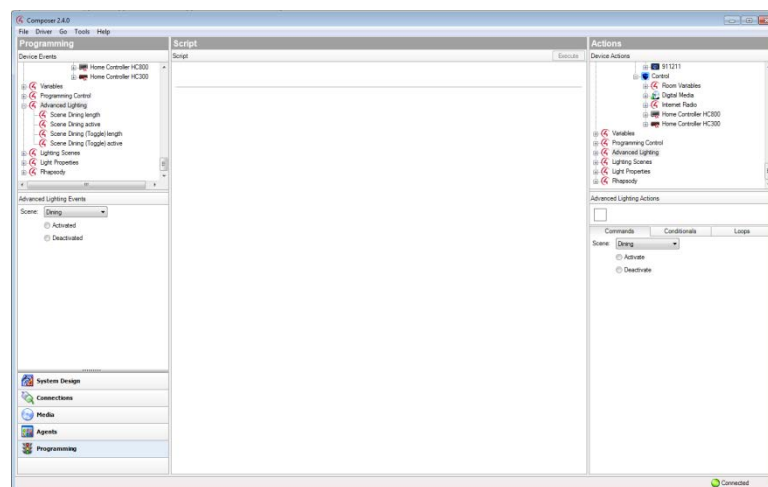 Composer 2.4.0
File Driver Go Tools Help
Programming
Device Events
Home Controller HC800
Home Controller HC300
Variables
Programming Control
Advanced Lighting
Scene Dining length
Scene Dining active
Scene Dining (Toggle) length
Scene Dining (Toggle) active
Lighting Scenes
Light Properties
Rhapsody
Advanced Lighting Events
Scene: Dining
Activated
Deactivated
System Design
Connections
Media
Agents
Programming
Script
Script Execute
Actions
Device Actions
911211
Control
Room Variables
Digital Media
Internet Radio
Home Controller HC800
Home Controller HC300
Variables
Programming Control
Advanced Lighting
Lighting Scenes
Light Properties
Rhapsody
Advanced Lighting Actions
Commands Conditionals Loops
Scene Dining
Activate
Deactivate
Connected